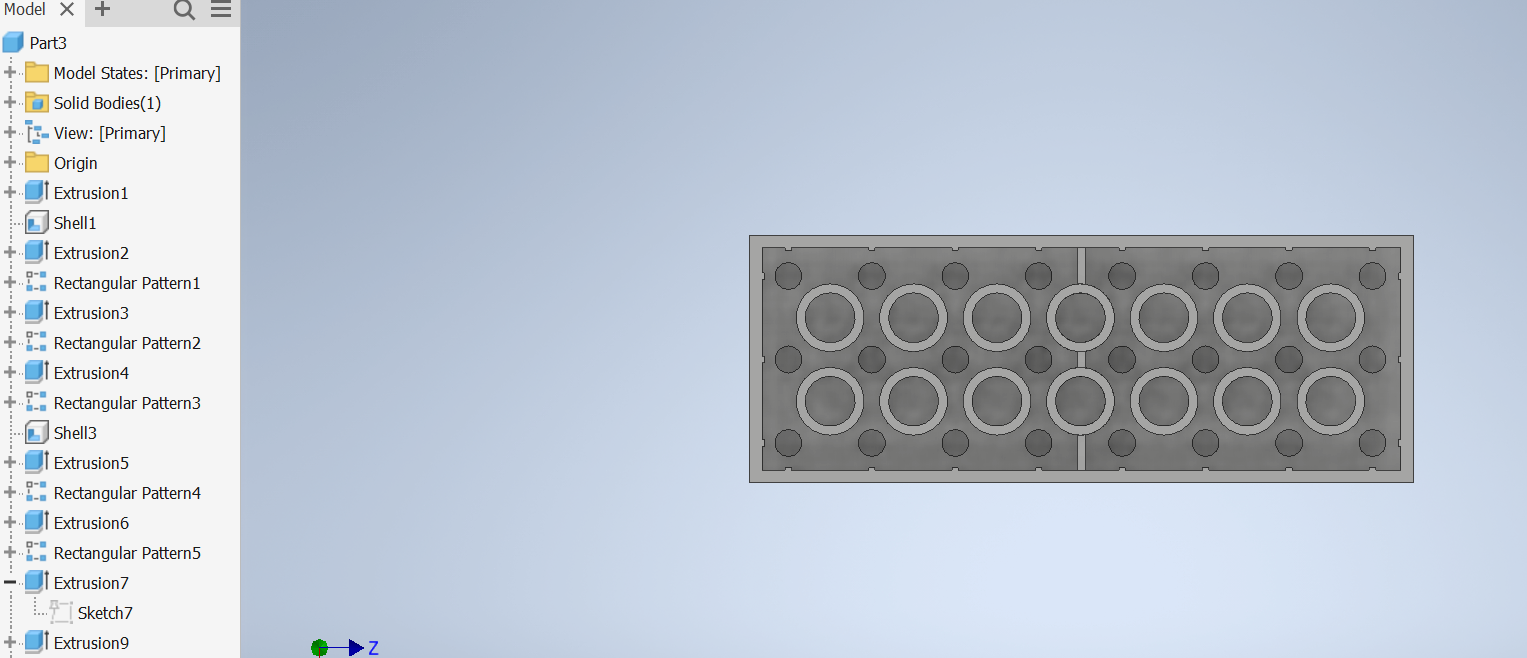 Model
Part3
Model States: [Primary]
Solid Bodies(1)
View: [Primary]
Origin
Extrusion1
Shell1
Extrusion2
Rectangular Pattern1
Extrusion3
Rectangular Pattern2
Extrusion4
Rectangular Pattern3
Shell3
Extrusion5
Rectangular Pattern4
Extrusion6
Rectangular Pattern5
Extrusion7
Sketch7
Extrusion9
Z